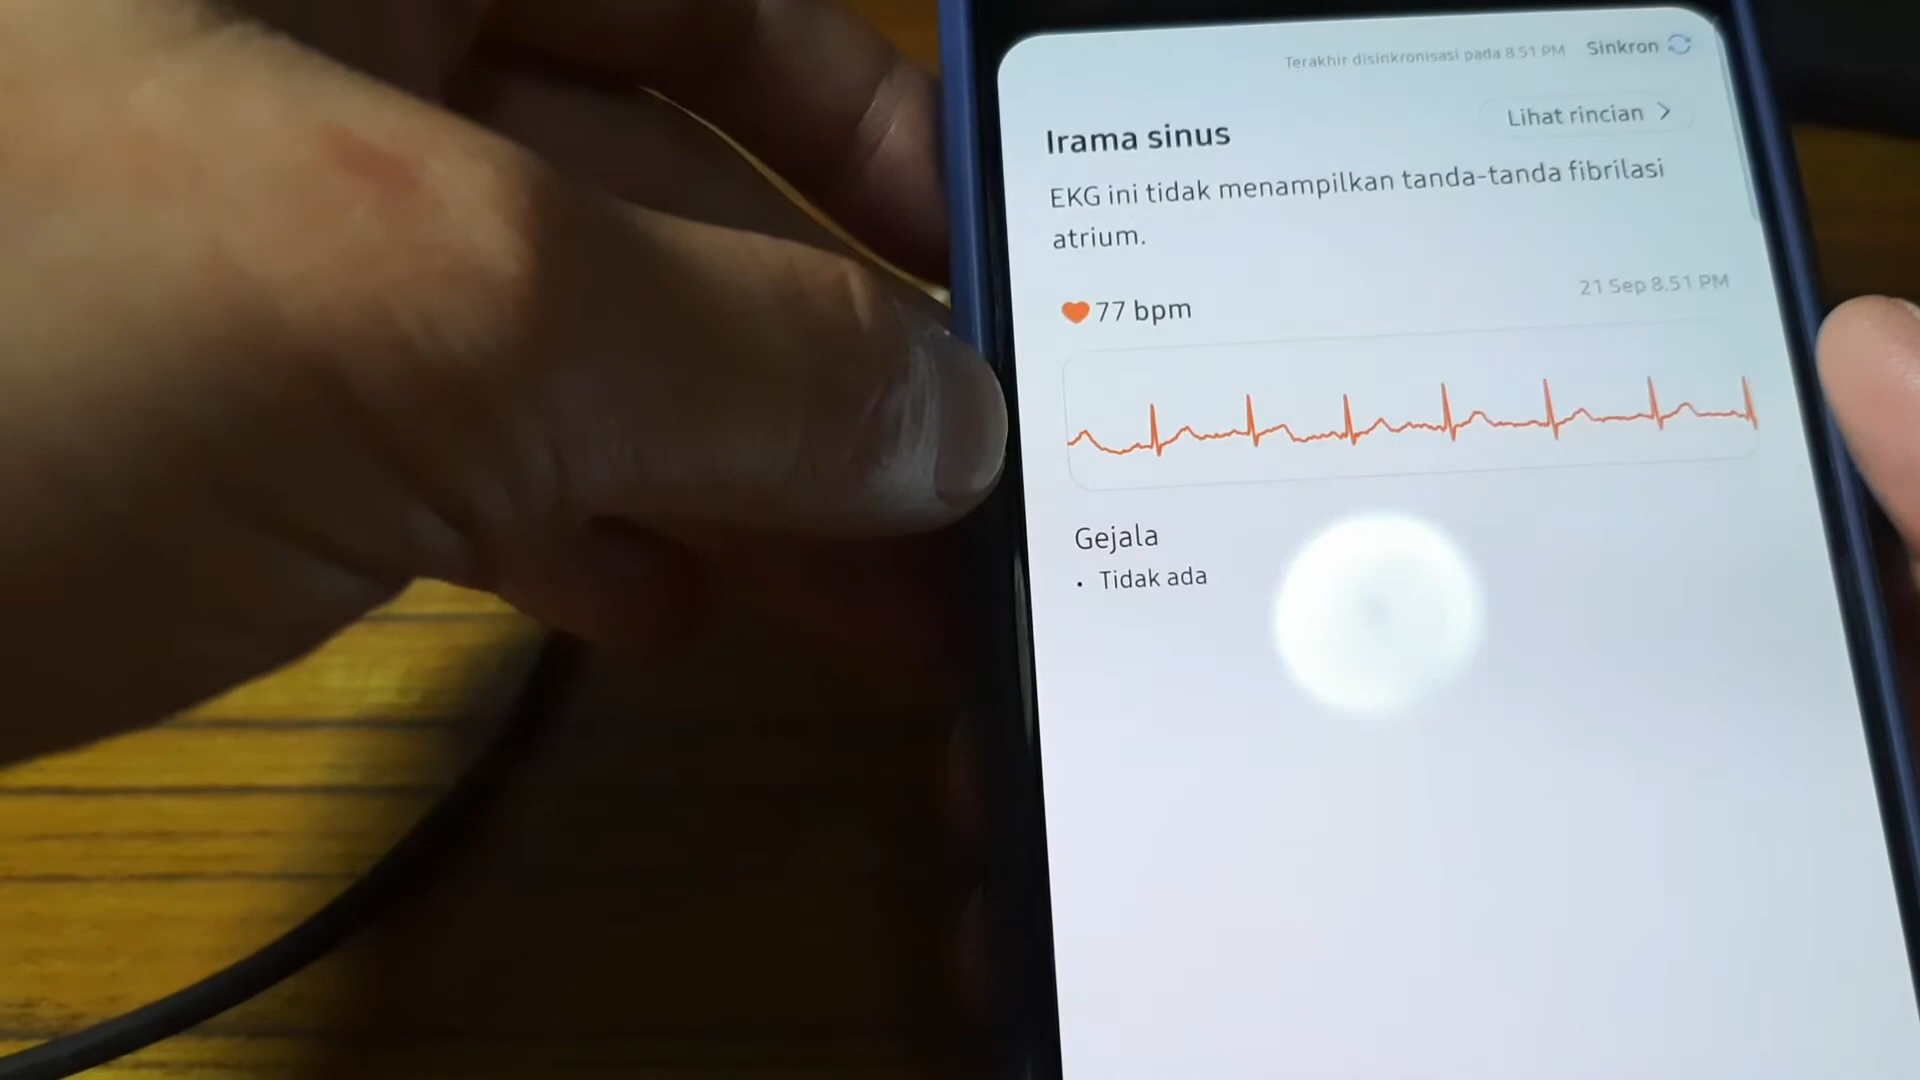 Terakhir disinkronisasi pada 8.51 PM Sinkron
Lihat rincian
Irama sinus
EKG ini tidak menampilkan tanda-tanda fibrilasi
atrium.
77 bpm
21 Sep 8.51 PM
Gejala
• Tidak ada